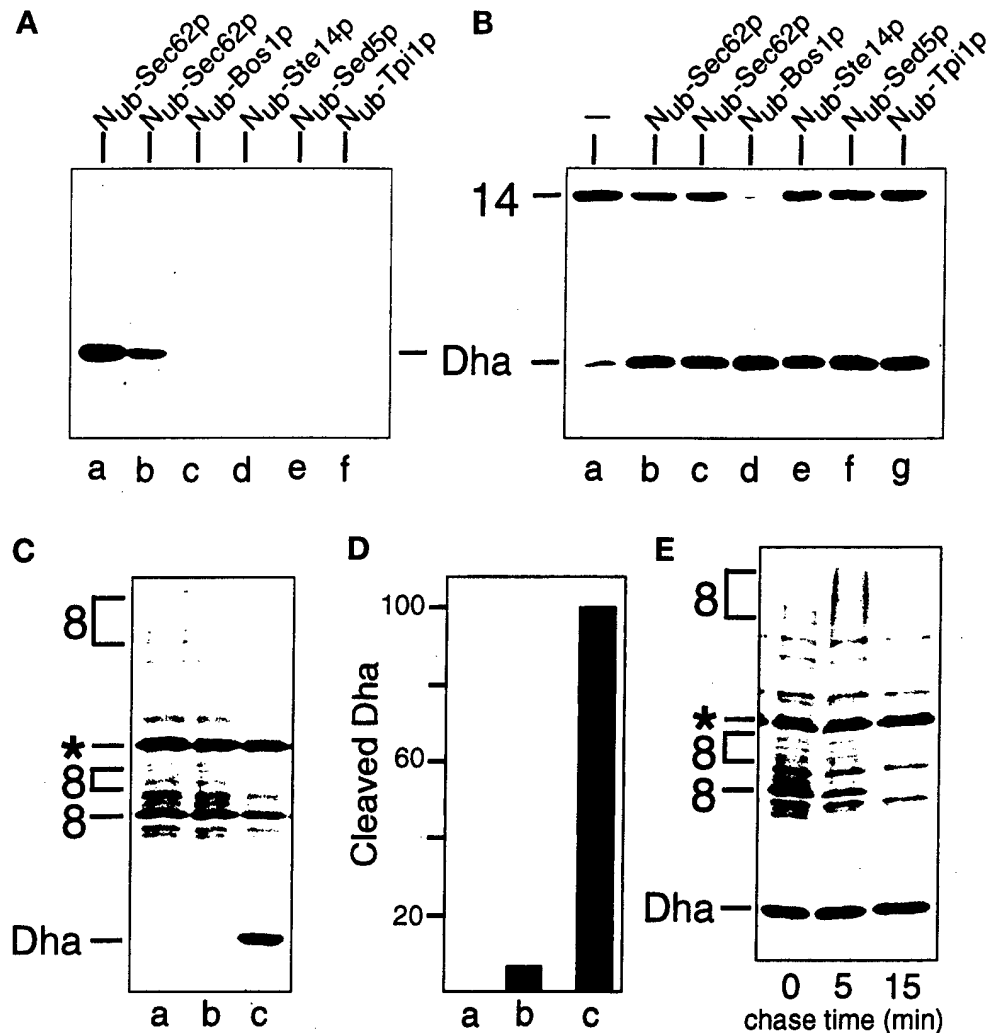 A
Nub-Sec62p
Nub-Sec62p
Nub-Bos1p
Nub-Ste14p
Nub-Sed5p
Nub-Tpi1p
a b c d e f
B
–
Nub-Sec62p
Nub-Sec62p
Nub-Bos1p
Nub-Ste14p
Nub-Sed5p
Nub-Tpi1p
14
Dha
a b c d e f g
C
8
*
8
8
Dha
a b c
D
Cleaved Dha
100
60
20
a b c
E
8
*
8
8
Dha
0 5 15
chase time (min)